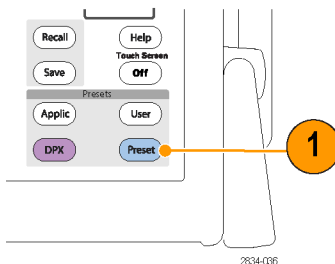 Recall
Help
Touch Screen
Save
Off
Presets
Applic
User
DPX
Preset
1
2834-036